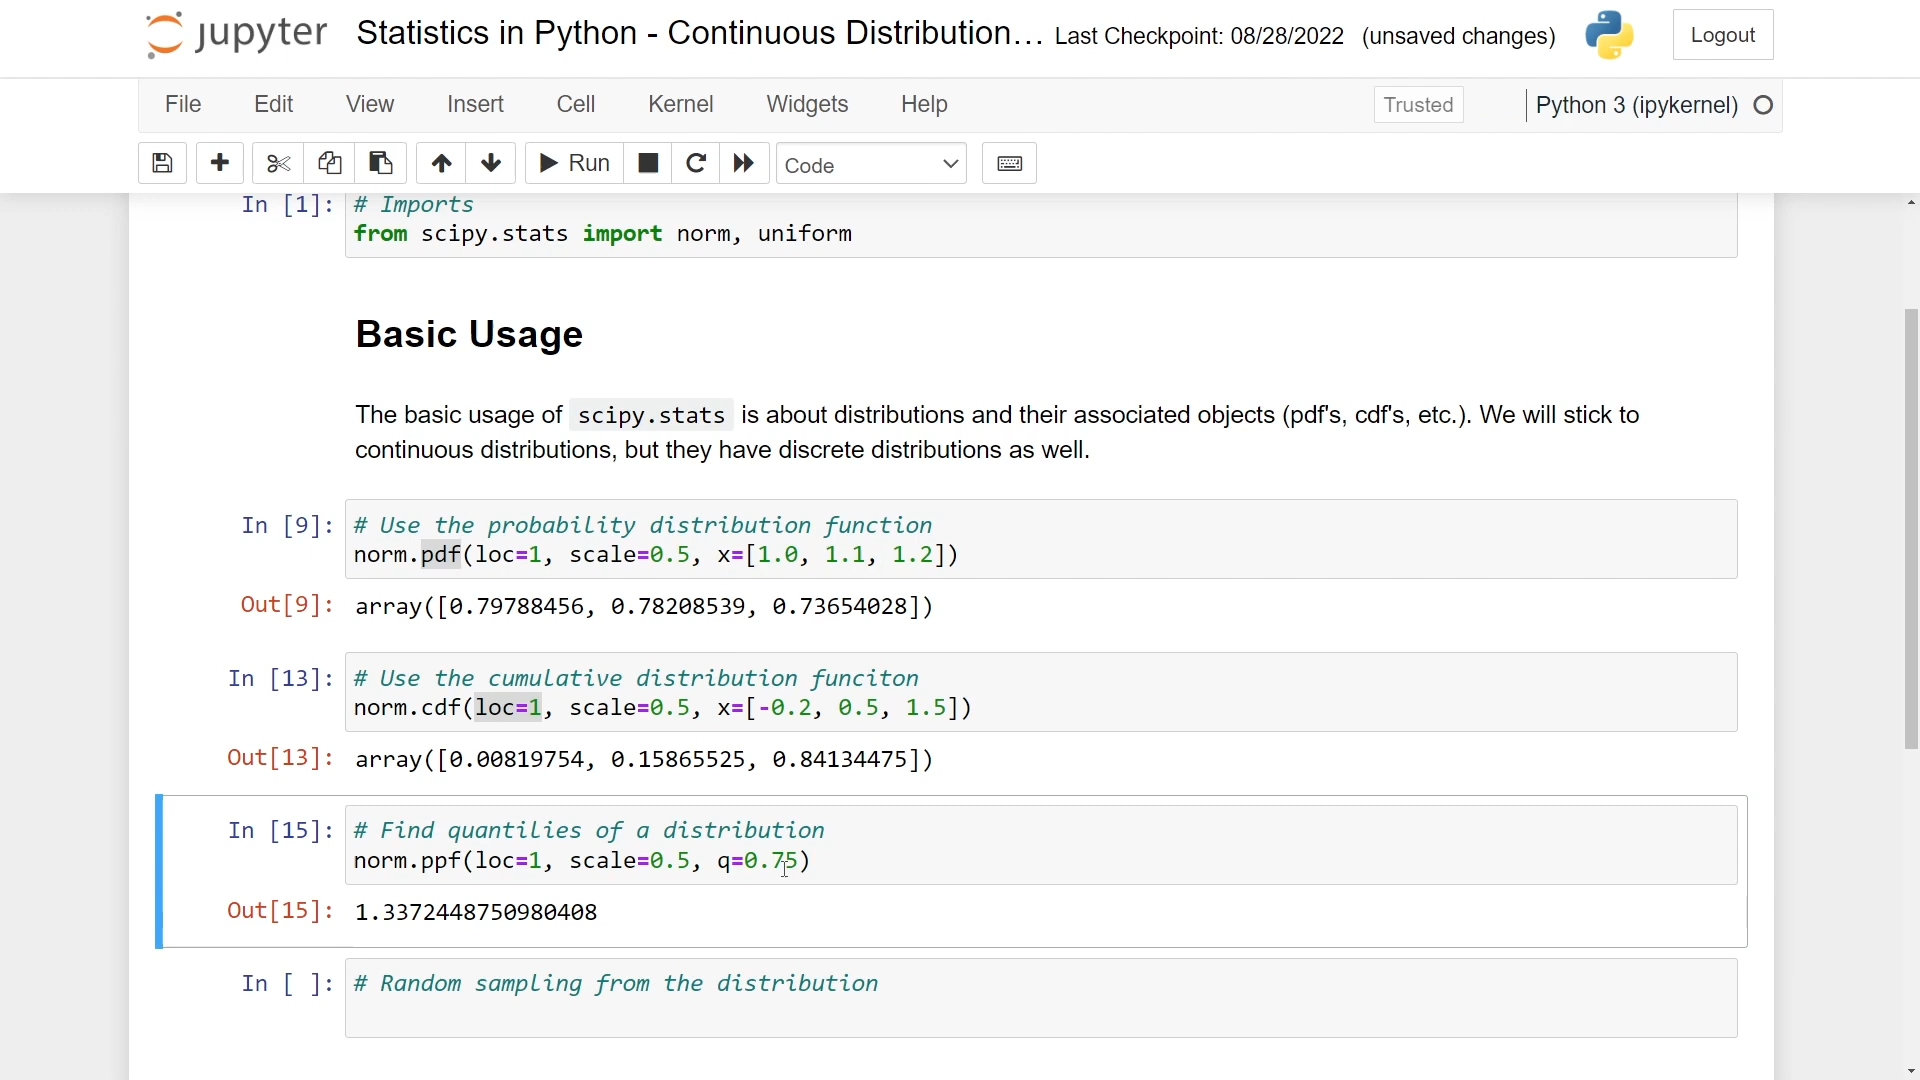 jupyter Statistics in Python - Continuous Distribution... Last Checkpoint: 08/28/2022 (unsaved changes) Logout
File Edit View Insert Cell Kernel Widgets Help Trusted Python 3 (ipykernel)
Run Code
In [1]: # Imports
from scipy.stats import norm, uniform
Basic Usage
The basic usage of scipy.stats is about distributions and their associated objects (pdf's, cdf's, etc.). We will stick to
continuous distributions, but they have discrete distributions as well.
In [9]: # Use the probability distribution function
norm.pdf(loc=1, scale=0.5, x=[1.0, 1.1, 1.2])
Out[9]: array([0.79788456, 0.78208539, 0.73654028])
In [13]: # Use the cumulative distribution funciton
norm.cdf(loc=1, scale=0.5, x=[-0.2, 0.5, 1.5])
Out[13]: array([0.00819754, 0.15865525, 0.84134475])
In [15]: # Find quantilies of a distribution
norm.ppf(loc=1, scale=0.5, q=0.75)
Out[15]: 1.3372448750980408
In [ ]: # Random sampling from the distribution